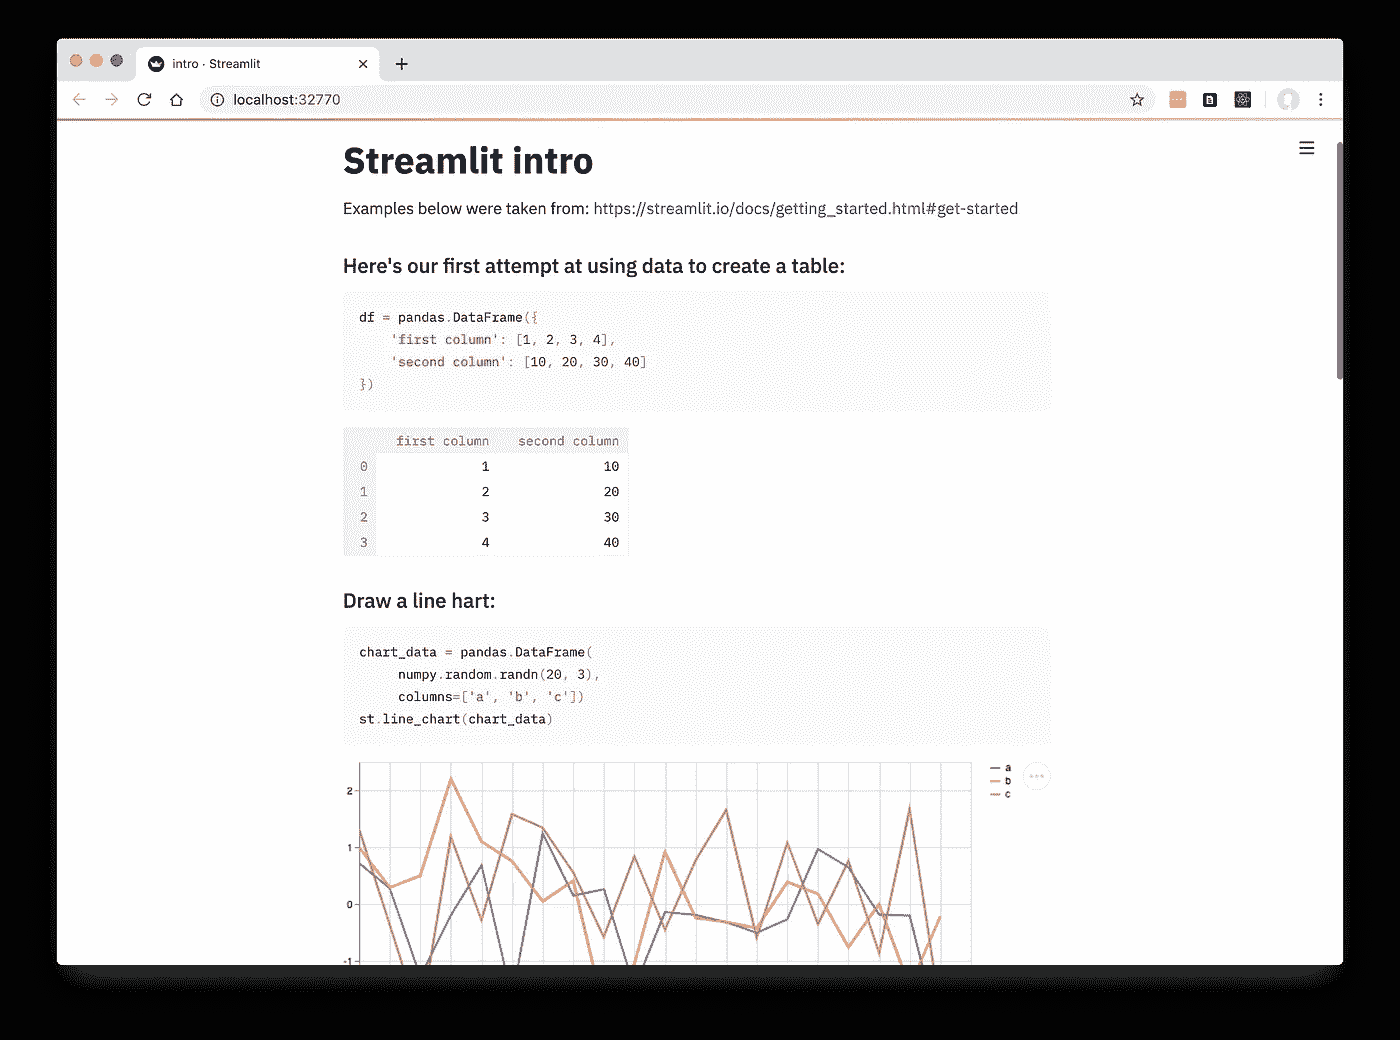 intro · Streamlit
localhost:32770
Streamlit intro
Examples below were taken from: https://streamlit.io/docs/getting_started.html#get-started
Here's our first attempt at using data to create a table:
df = pandas.DataFrame({
    'first column': [1, 2, 3, 4],
    'second column': [10, 20, 30, 40]
})
first column second column
0 1 10
1 2 20
2 3 30
3 4 40
Draw a line hart:
chart_data = pandas.DataFrame(
     numpy.random.randn(20, 3),
     columns=['a', 'b', 'c'])
st.line_chart(chart_data)
a
b
c
2
1
0
-1